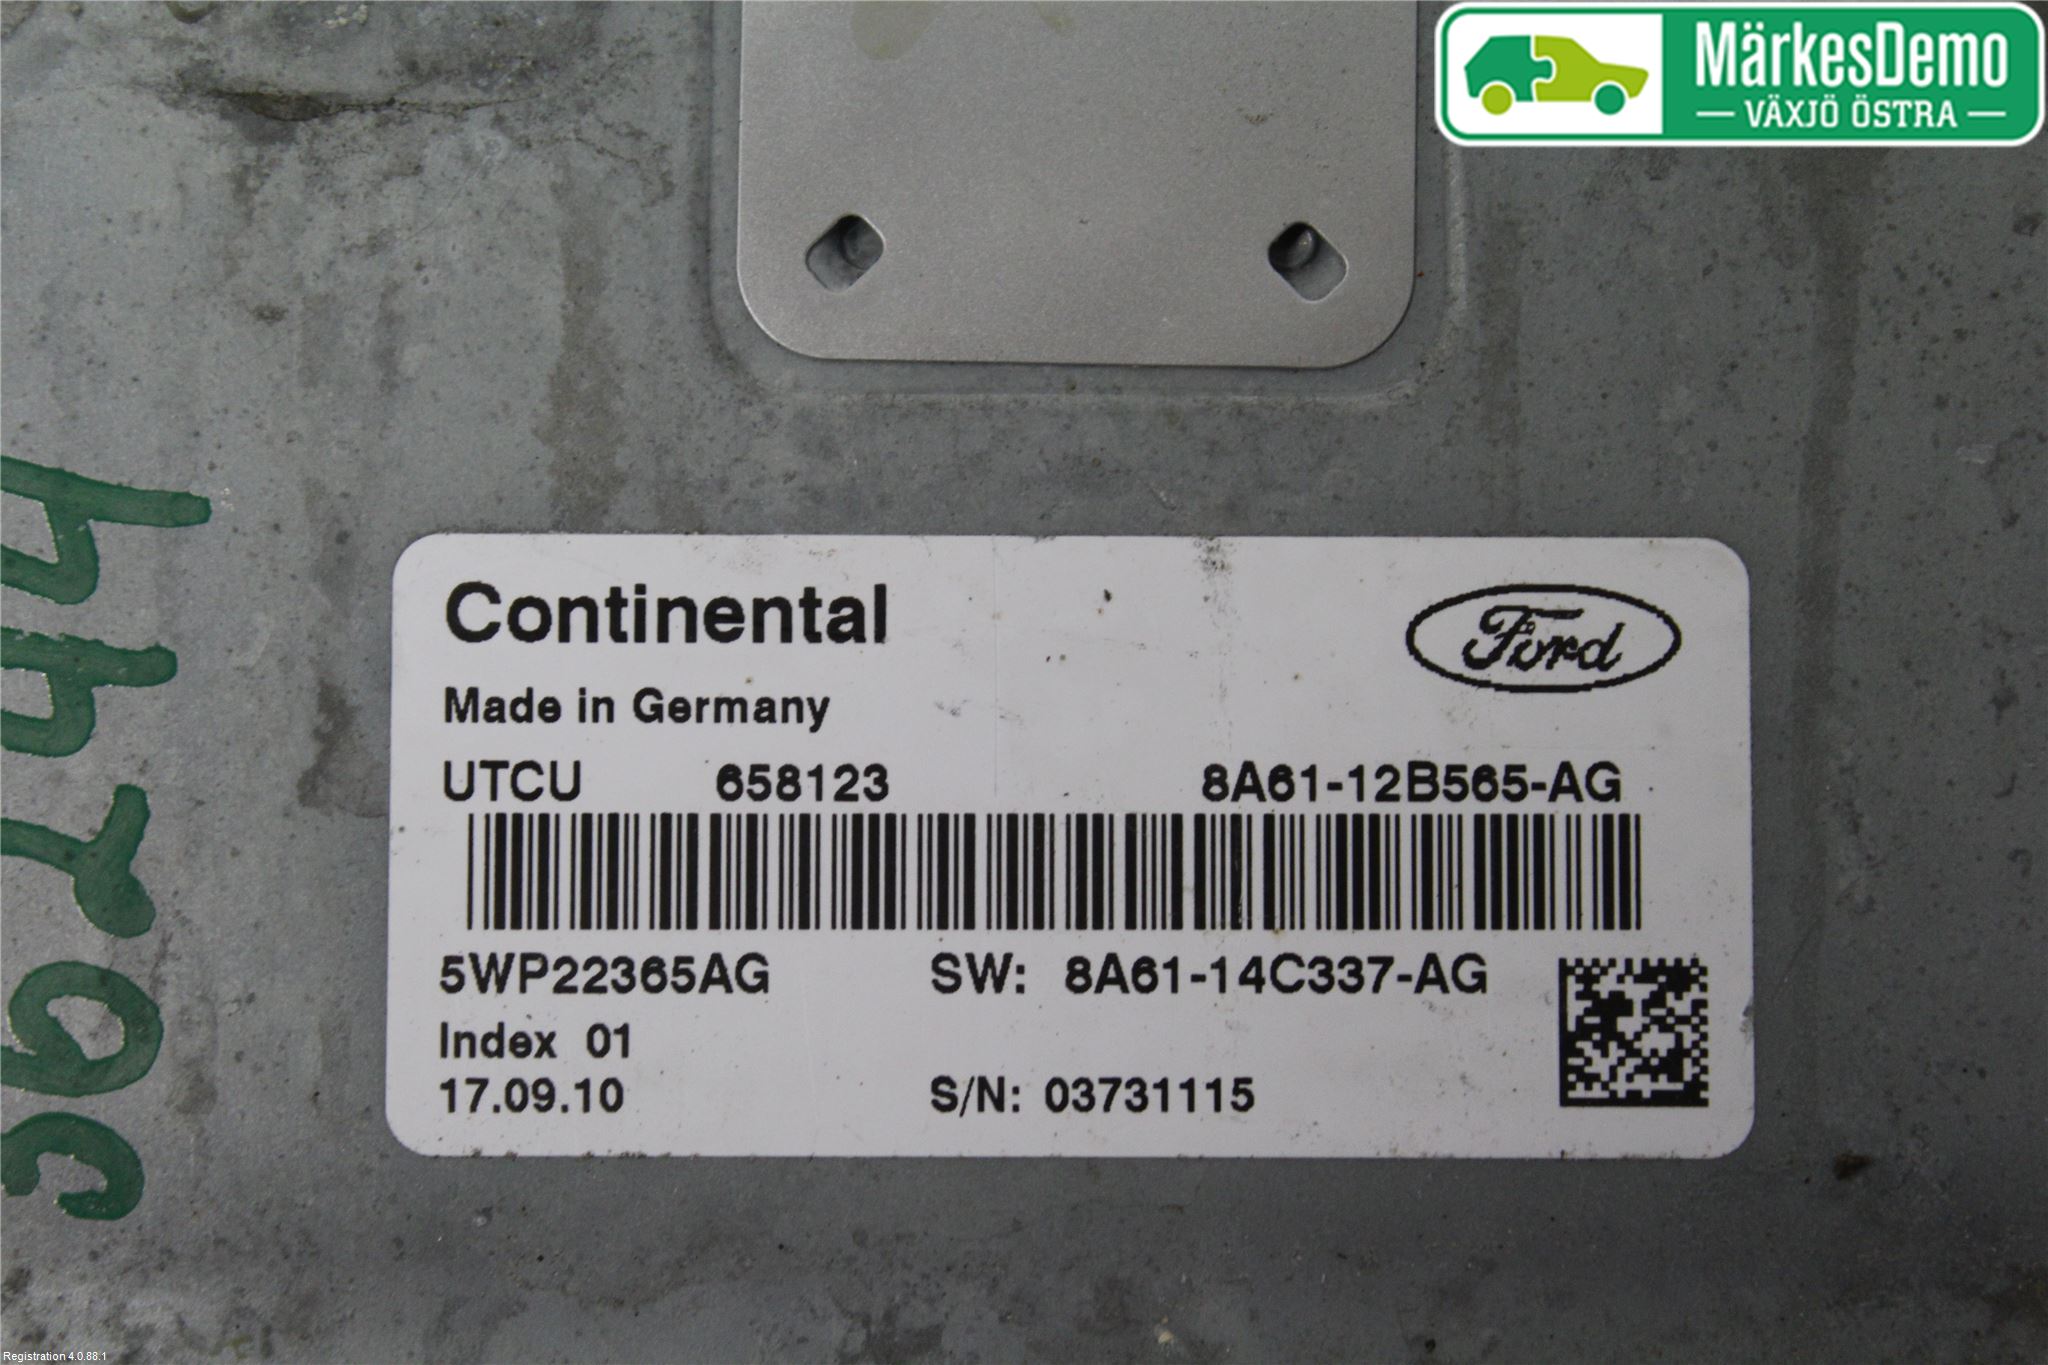 MärkesDemo
VÄXJÖ ÖSTRA
Continental
Ford
Made in Germany
UTCU 658123 8A61-12B565-AG
5WP22365AG SW: 8A61-14C337-AG
Index 01
17.09.10 S/N: 03731115
Registration 4.0.88.1